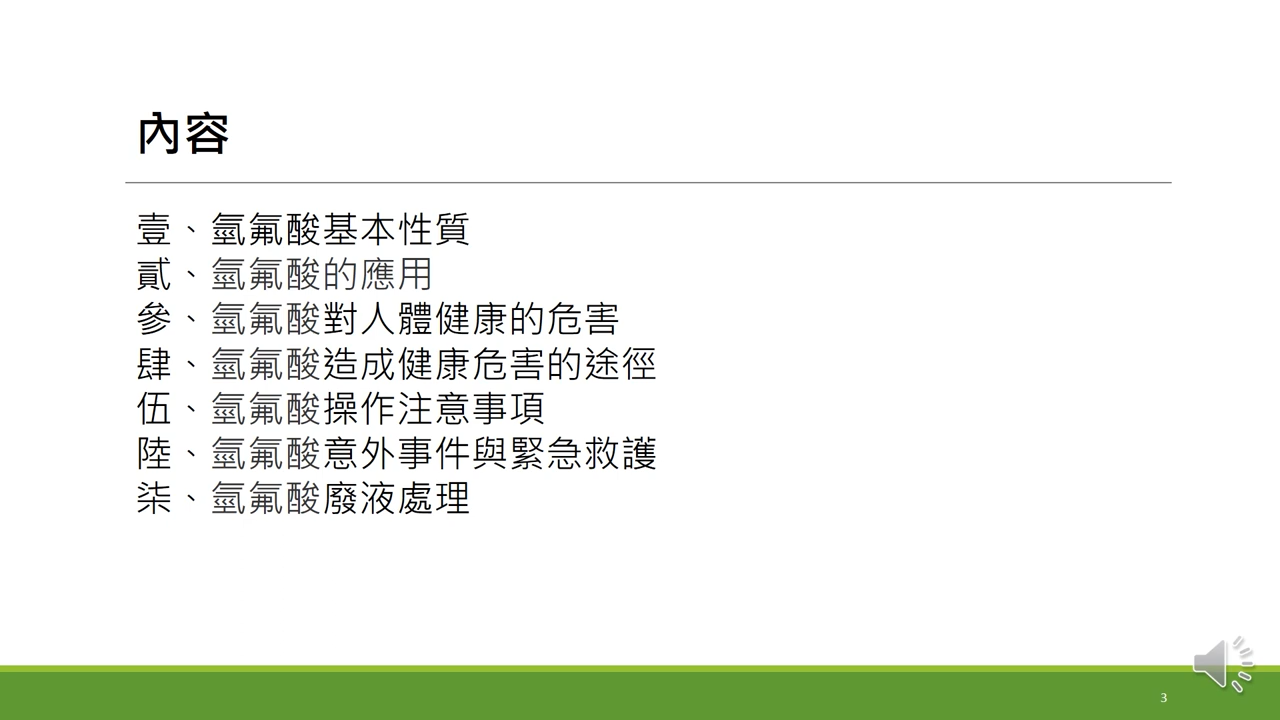 內容
壹、氫氟酸基本性質
貳、氫氟酸的應用
參、氫氟酸對人體健康的危害
肆、氫氟酸造成健康危害的途徑
伍、氫氟酸操作注意事項
陸、氫氟酸意外事件與緊急救護
柒、氫氟酸廢液處理
3